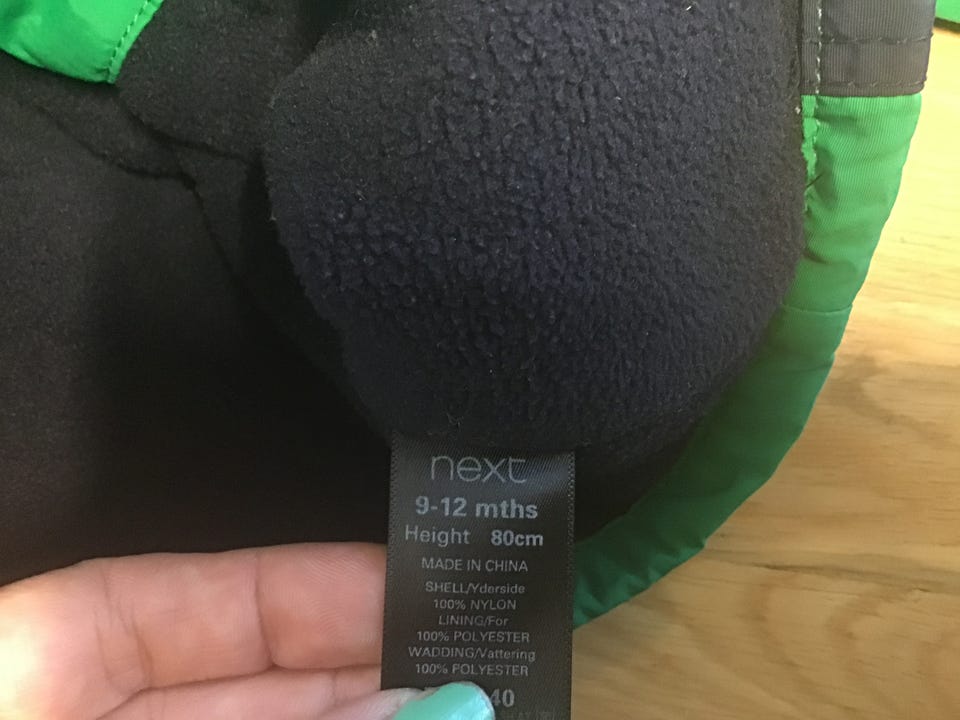 next
9-12 mths
Height 80cm
MADE IN CHINA
SHELL/Yderside
100% NYLON
LINING/For
100% POLYESTER
WADDING/Vattering
100% POLYESTER
40